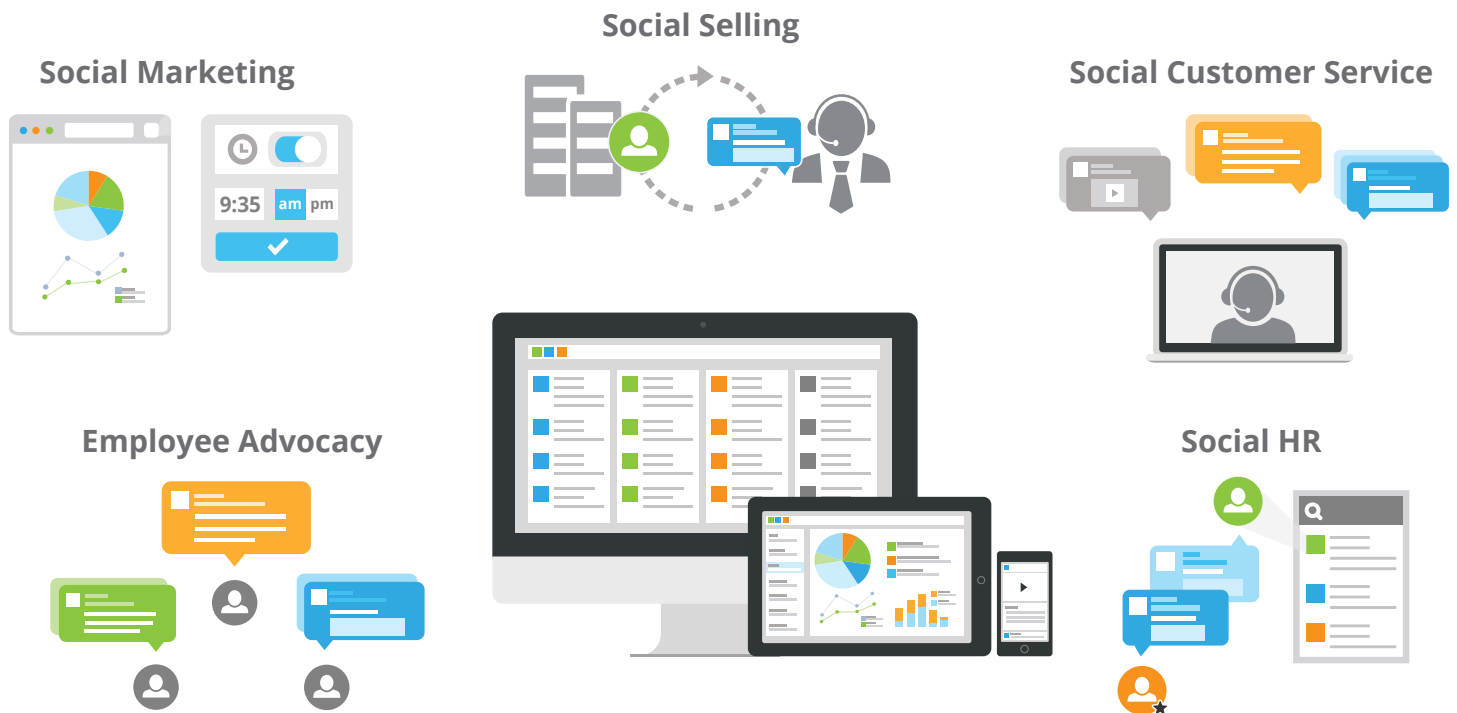 Social Selling
Social Marketing
Social Customer Service
9:35 am pm
Employee Advocacy
Social HR